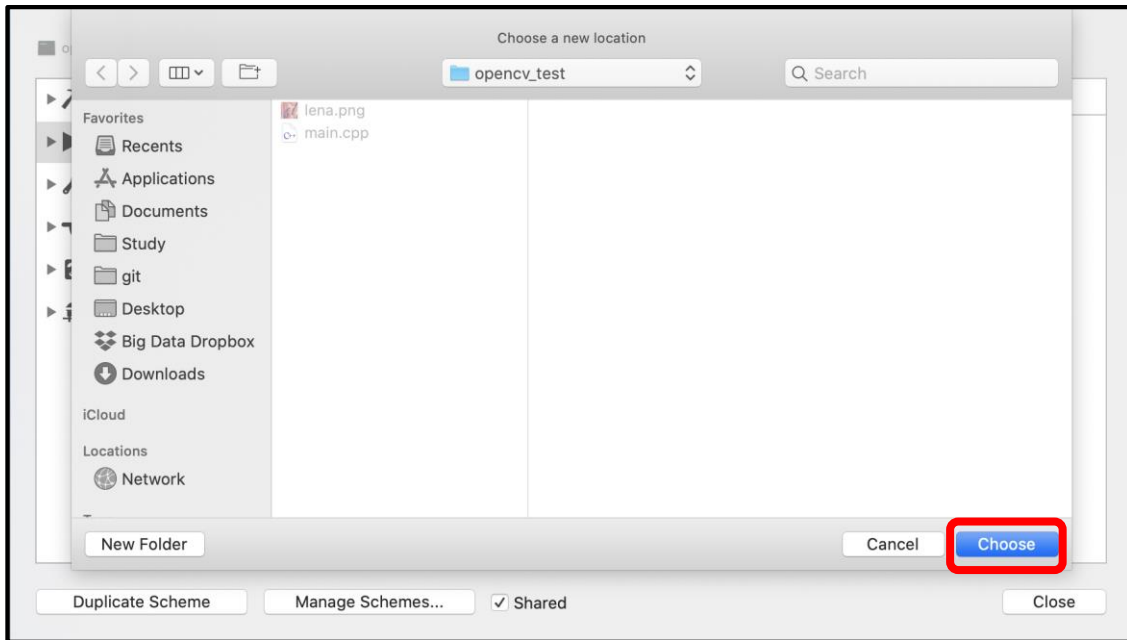 Choose a new location
opencv_test
Search
Favorites
lena.png
main.cpp
Recents
Applications
Documents
Study
git
Desktop
Big Data Dropbox
Downloads
iCloud
Locations
Network
New Folder
Cancel
Choose
Duplicate Scheme
Manage Schemes...
Shared
Close